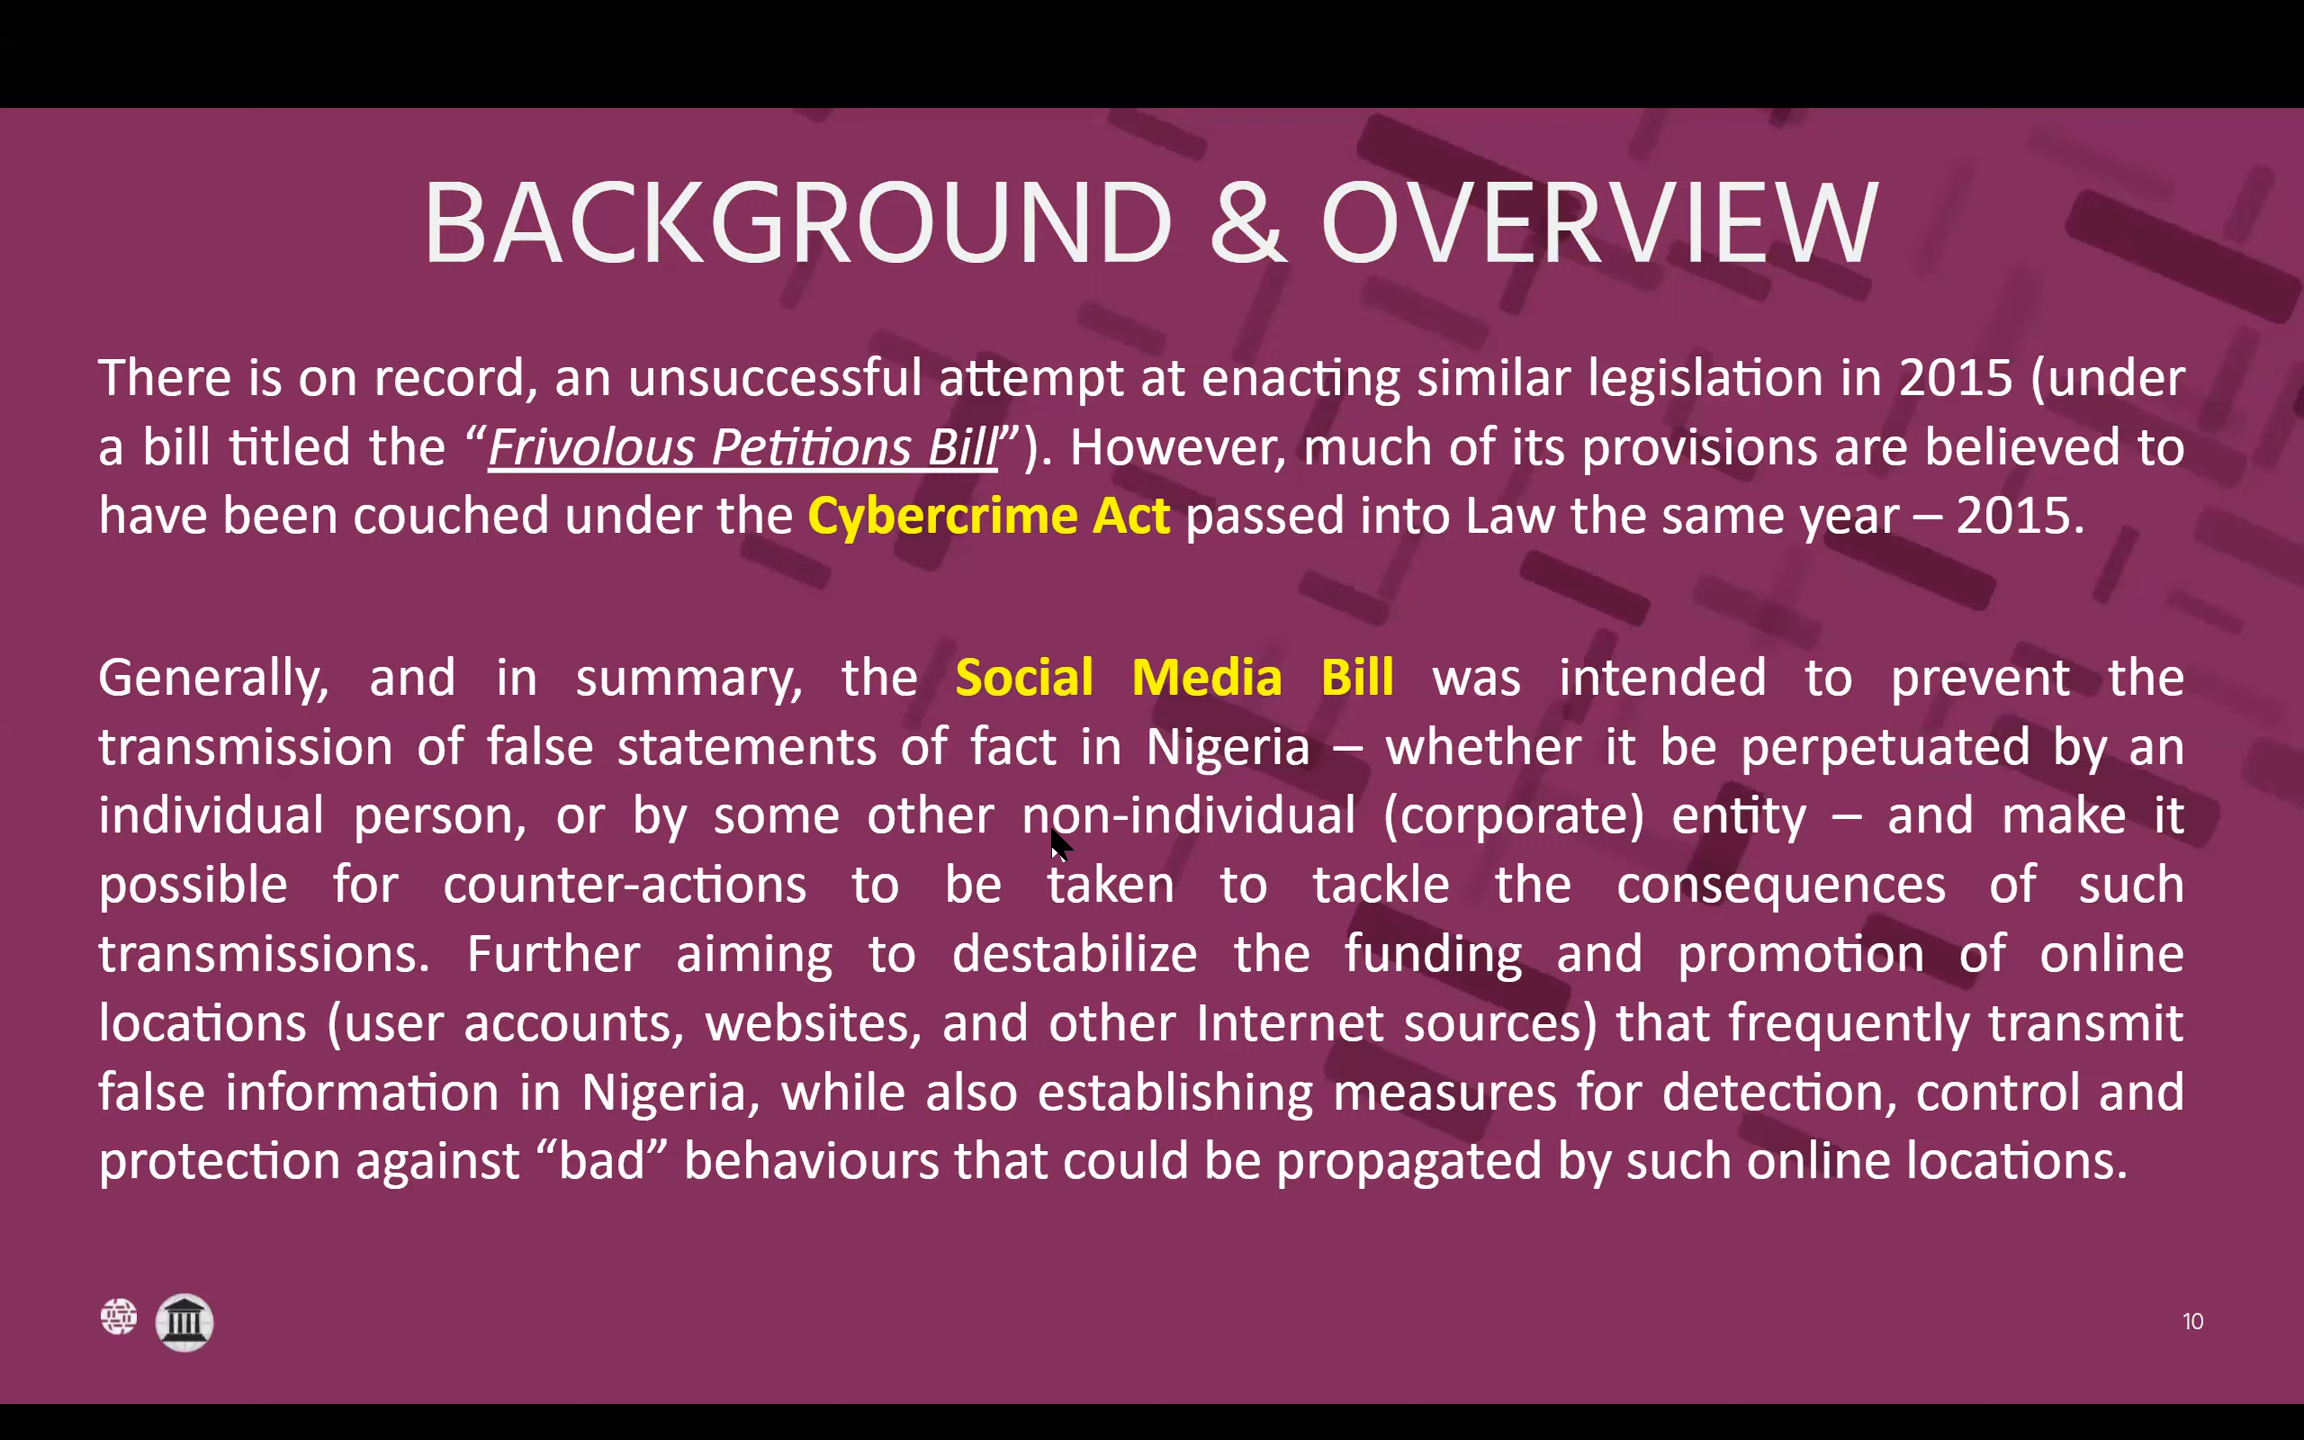 BACKGROUND & OVERVIEW
There is on record, an unsuccessful attempt at enacting similar legislation in 2015 (under
a bill titled the “Frivolous Petitions Bill”). However, much of its provisions are believed to
have been couched under the Cybercrime Act passed into Law the same year – 2015.
Generally, and in summary, the Social Media Bill was intended to prevent the
transmission of false statements of fact in Nigeria – whether it be perpetuated by an
individual person, or by some other non-individual (corporate) entity – and make it
possible for counter-actions to be taken to tackle the consequences of such
transmissions. Further aiming to destabilize the funding and promotion of online
locations (user accounts, websites, and other Internet sources) that frequently transmit
false information in Nigeria, while also establishing measures for detection, control and
protection against “bad” behaviours that could be propagated by such online locations.
10